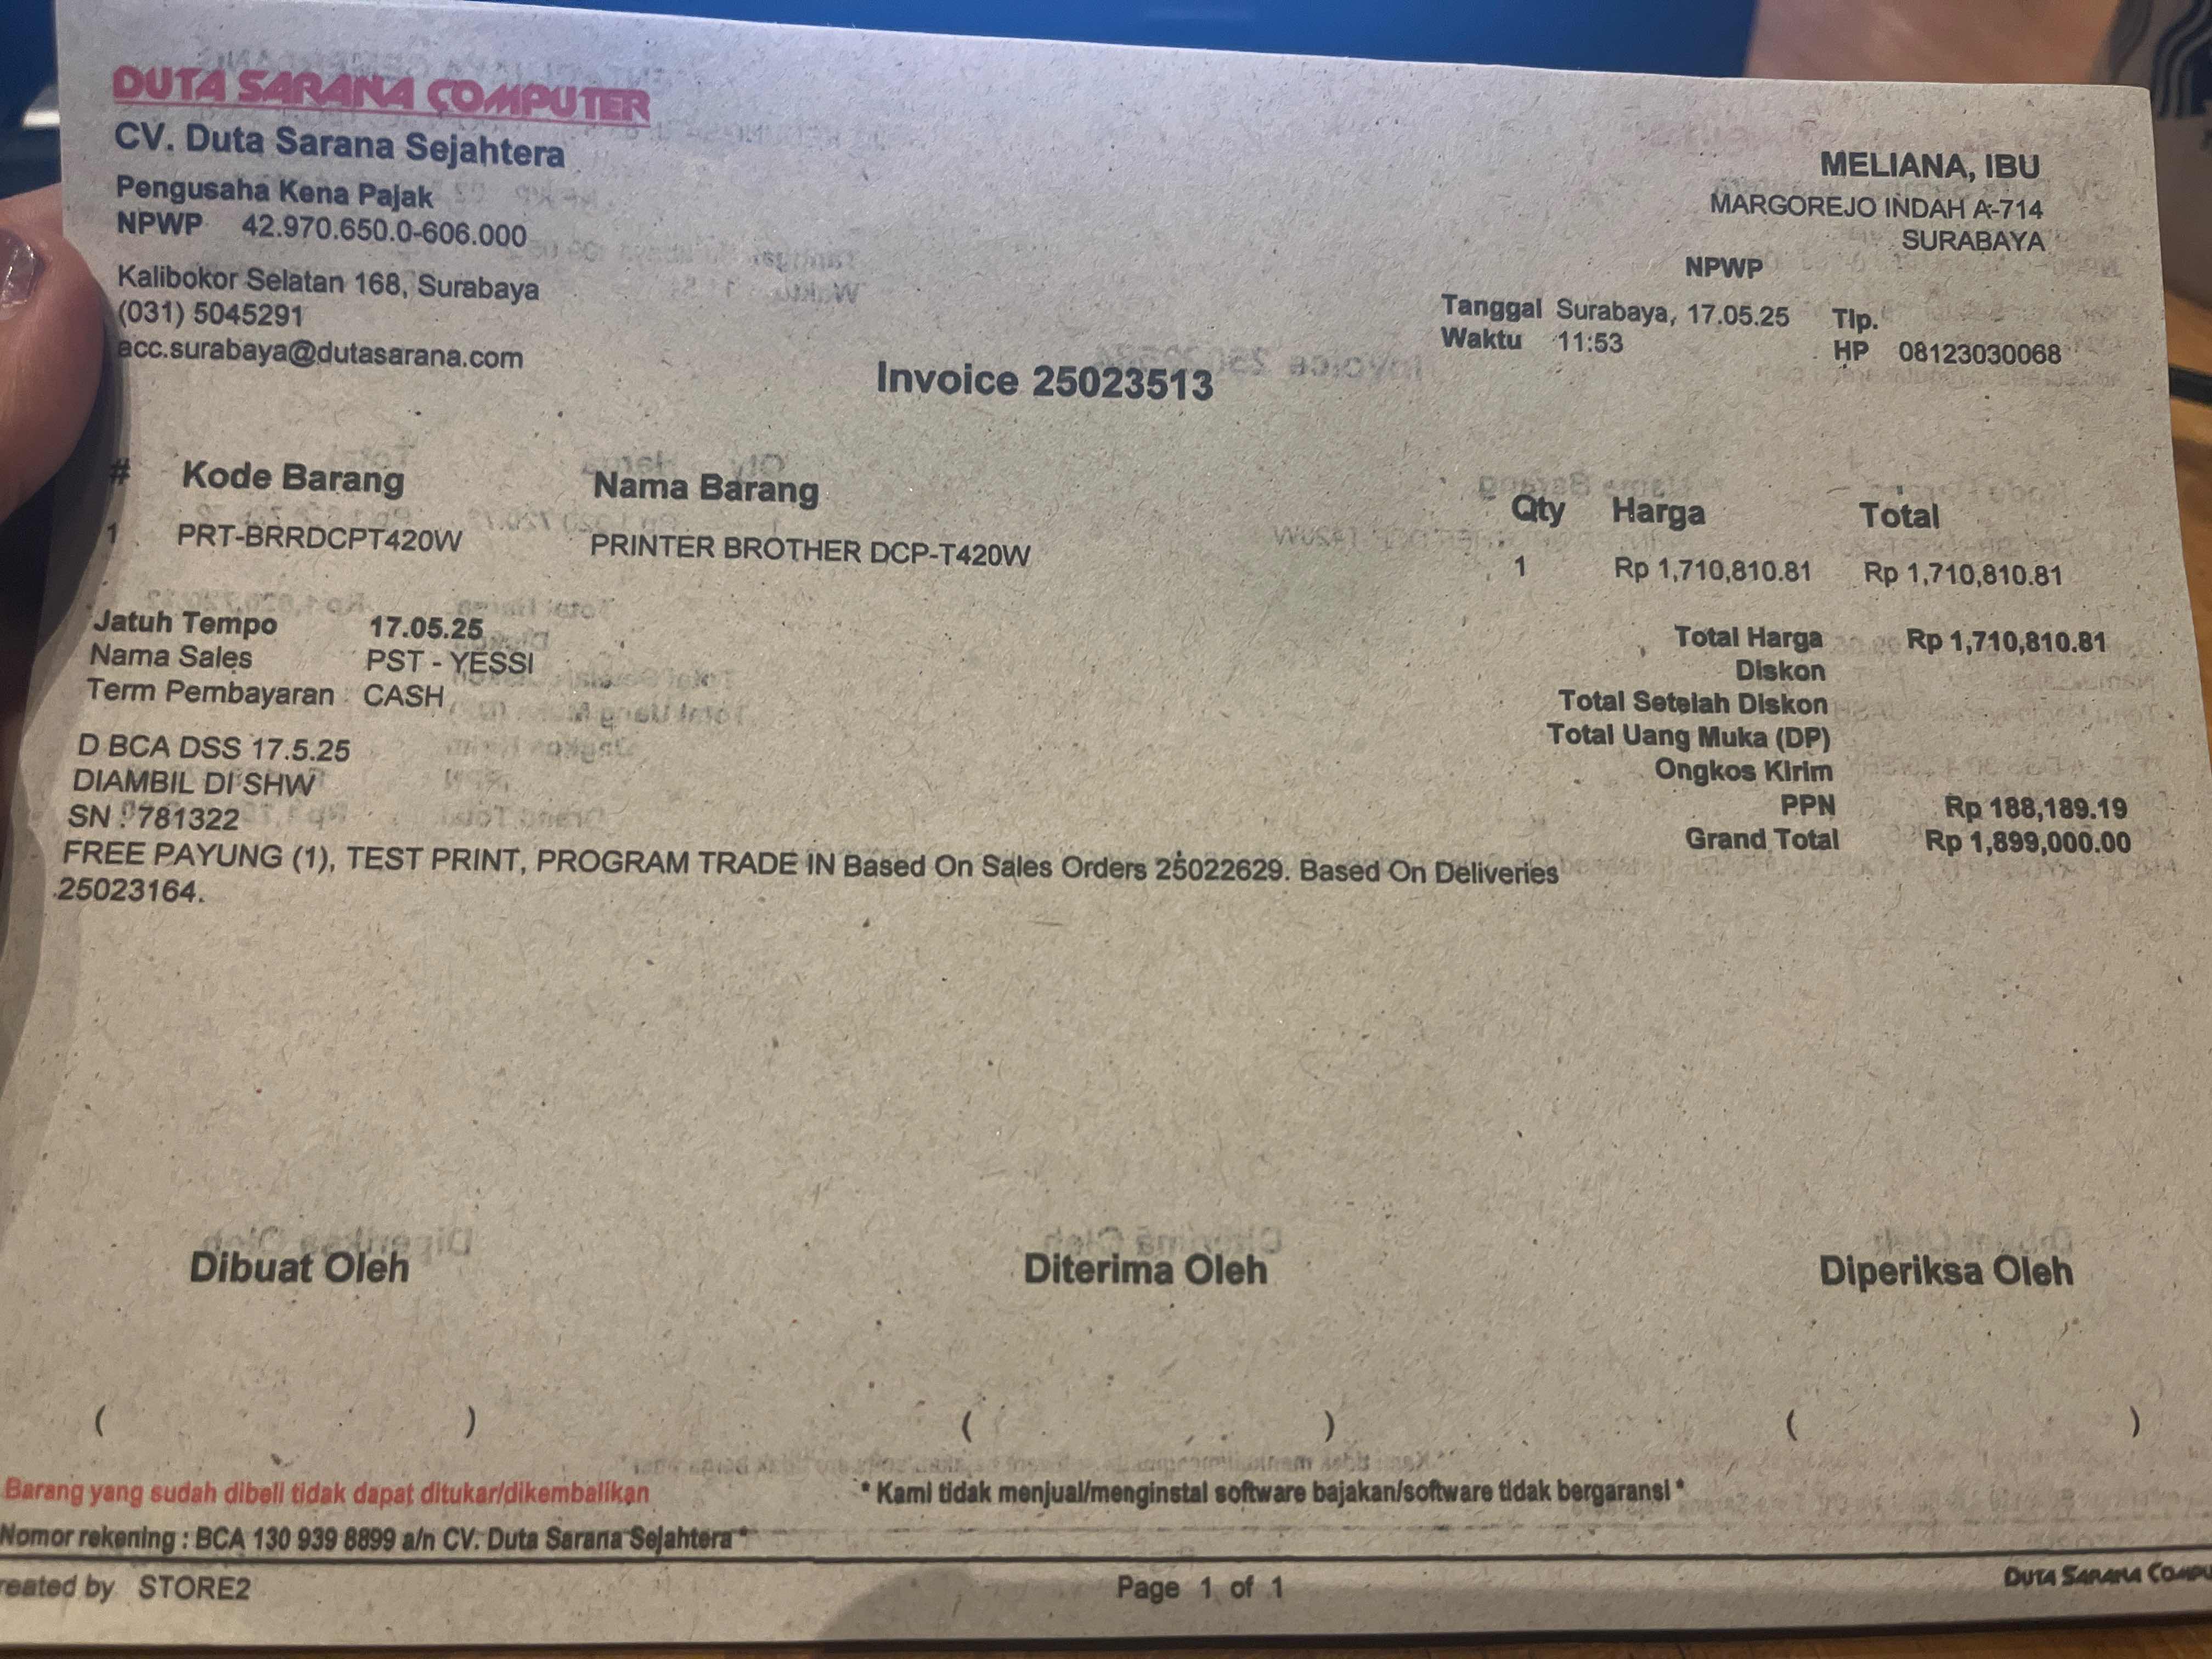 DUTA SARANA COMPUTER
CV. Duta Sarana Sejahtera
Pengusaha Kena Pajak
NPWP 42.970.650.0-606.000
Kalibokor Selatan 168, Surabaya
(031) 5045291
acc.surabaya@dutasarana.com
MELIANA, IBU
MARGOREJO INDAH A-714
SURABAYA
NPWP
Tanggal Surabaya, 17.05.25 Tlp.
Waktu 11:53 HP 08123030068
Invoice 25023513
# Kode Barang Nama Barang Qty Harga Total
1 PRT-BRRDCPT420W PRINTER BROTHER DCP-T420W 1 Rp 1,710,810.81 Rp 1,710,810.81
Jatuh Tempo 17.05.25
Nama Sales PST - YESSI
Term Pembayaran CASH
D BCA DSS 17.5.25
DIAMBIL DI SHW
SN : 781322
FREE PAYUNG (1), TEST PRINT, PROGRAM TRADE IN Based On Sales Orders 25022629. Based On Deliveries
25023164.
Total Harga Rp 1,710,810.81
Diskon
Total Setelah Diskon
Total Uang Muka (DP)
Ongkos Kirim
PPN Rp 188,189.19
Grand Total Rp 1,899,000.00
Dibuat Oleh Diterima Oleh Diperiksa Oleh
( ) ( ) ( )
Barang yang sudah dibeli tidak dapat ditukar/dikembalikan * Kami tidak menjual/menginstal software bajakan/software tidak bergaransi *
Nomor rekening : BCA 130 939 8899 a/n CV. Duta Sarana Sejahtera *
reated by STORE2 Page 1 of 1 DUTA SARANA COMPU